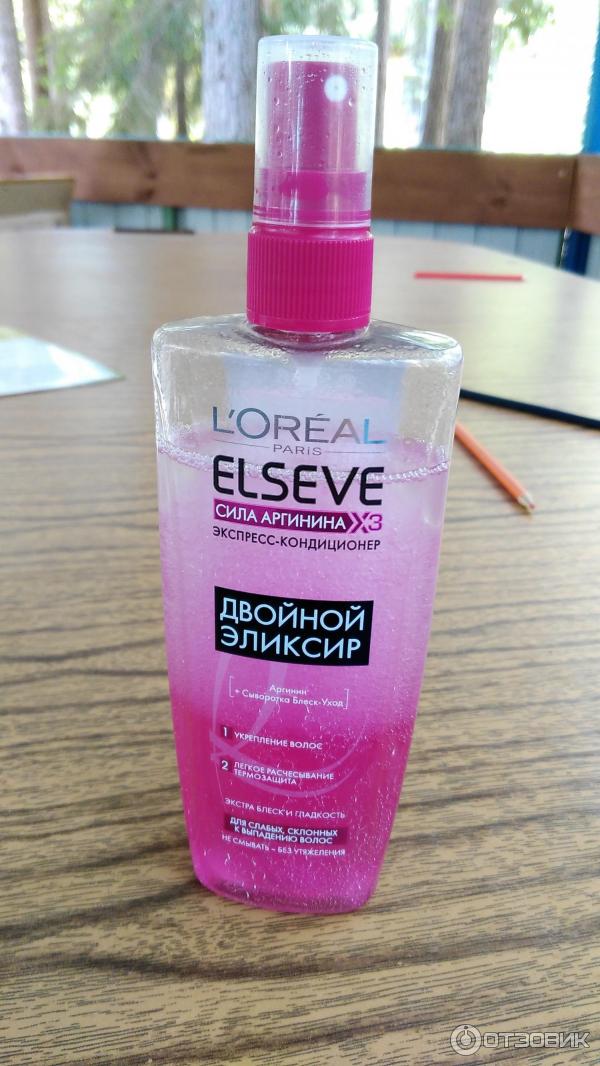 L'ORÉAL
PARIS
ELSEVE
СИЛА АРГИНИНА X3
ЭКСПРЕСС-КОНДИЦИОНЕР
ДВОЙНОЙ
ЭЛИКСИР
Аргинин
+ Сыворотка Блеск-Уход
1 УКРЕПЛЕНИЕ ВОЛОС
2 ЛЕГКОЕ РАСЧЕСЫВАНИЕ
ТЕРМОЗАЩИТА
ЭКСТРА БЛЕСК И ГЛАДКОСТЬ
ДЛЯ СЛАБЫХ, СКЛОННЫХ
К ВЫПАДЕНИЮ ВОЛОС
НЕ СМЫВАТЬ – БЕЗ УТЯЖЕЛЕНИЯ
ОТЗОВИК